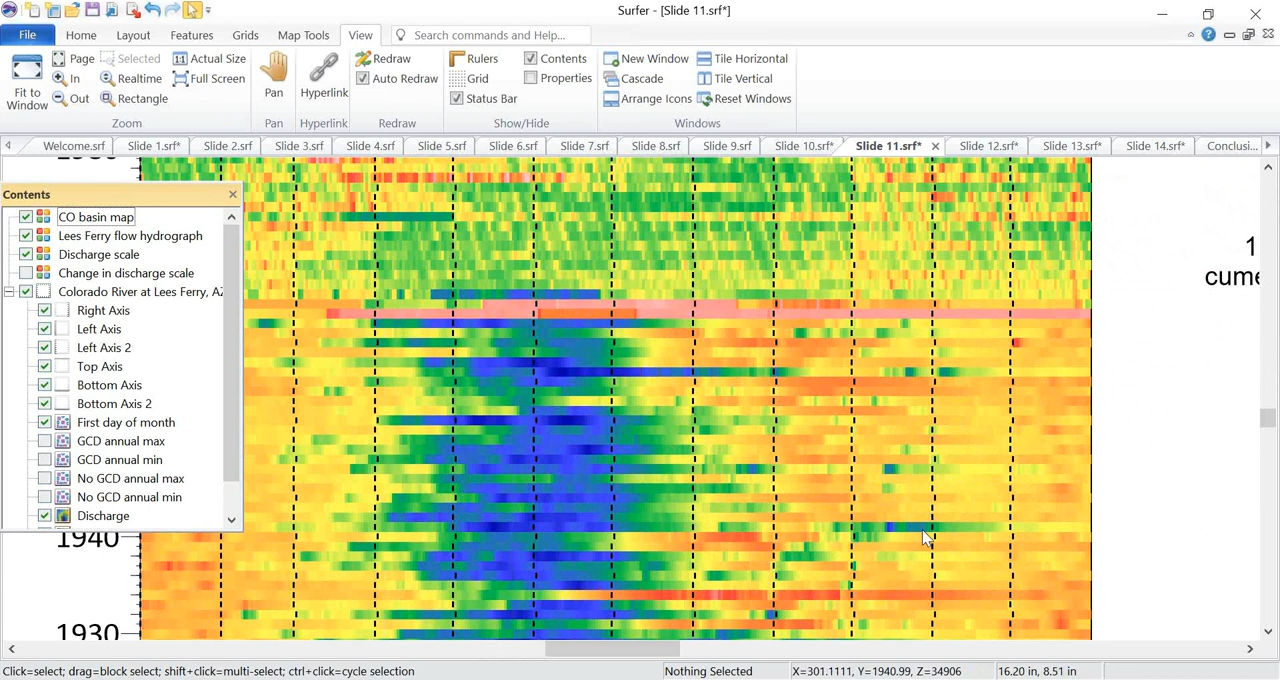 Surfer - [Slide 11.srf*]
File Home Layout Features Grids Map Tools View Search commands and Help...
Page Selected Actual Size
In Realtime Full Screen
Out Rectangle
Fit to Window
Zoom
Pan
Pan
Hyperlink
Hyperlink
Redraw
Auto Redraw
Redraw
Rulers Contents
Grid Properties
Status Bar
Show/Hide
New Window Tile Horizontal
Cascade Tile Vertical
Arrange Icons Reset Windows
Windows
Welcome.srf Slide 1.srf* Slide 2.srf Slide 3.srf Slide 4.srf Slide 5.srf Slide 6.srf Slide 7.srf Slide 8.srf Slide 9.srf Slide 10.srf* Slide 11.srf* Slide 12.srf* Slide 13.srf* Slide 14.srf* Conclusi...
Contents
CO basin map
Lees Ferry flow hydrograph
Discharge scale
Change in discharge scale
Colorado River at Lees Ferry, AZ
Right Axis
Left Axis
Left Axis 2
Top Axis
Bottom Axis
Bottom Axis 2
First day of month
GCD annual max
GCD annual min
No GCD annual max
No GCD annual min
Discharge
1940
1930
1
cume
Click=select; drag=block select; shift+click=multi-select; ctrl+click=cycle selection Nothing Selected X=301.1111, Y=1940.99, Z=34906 16.20 in, 8.51 in